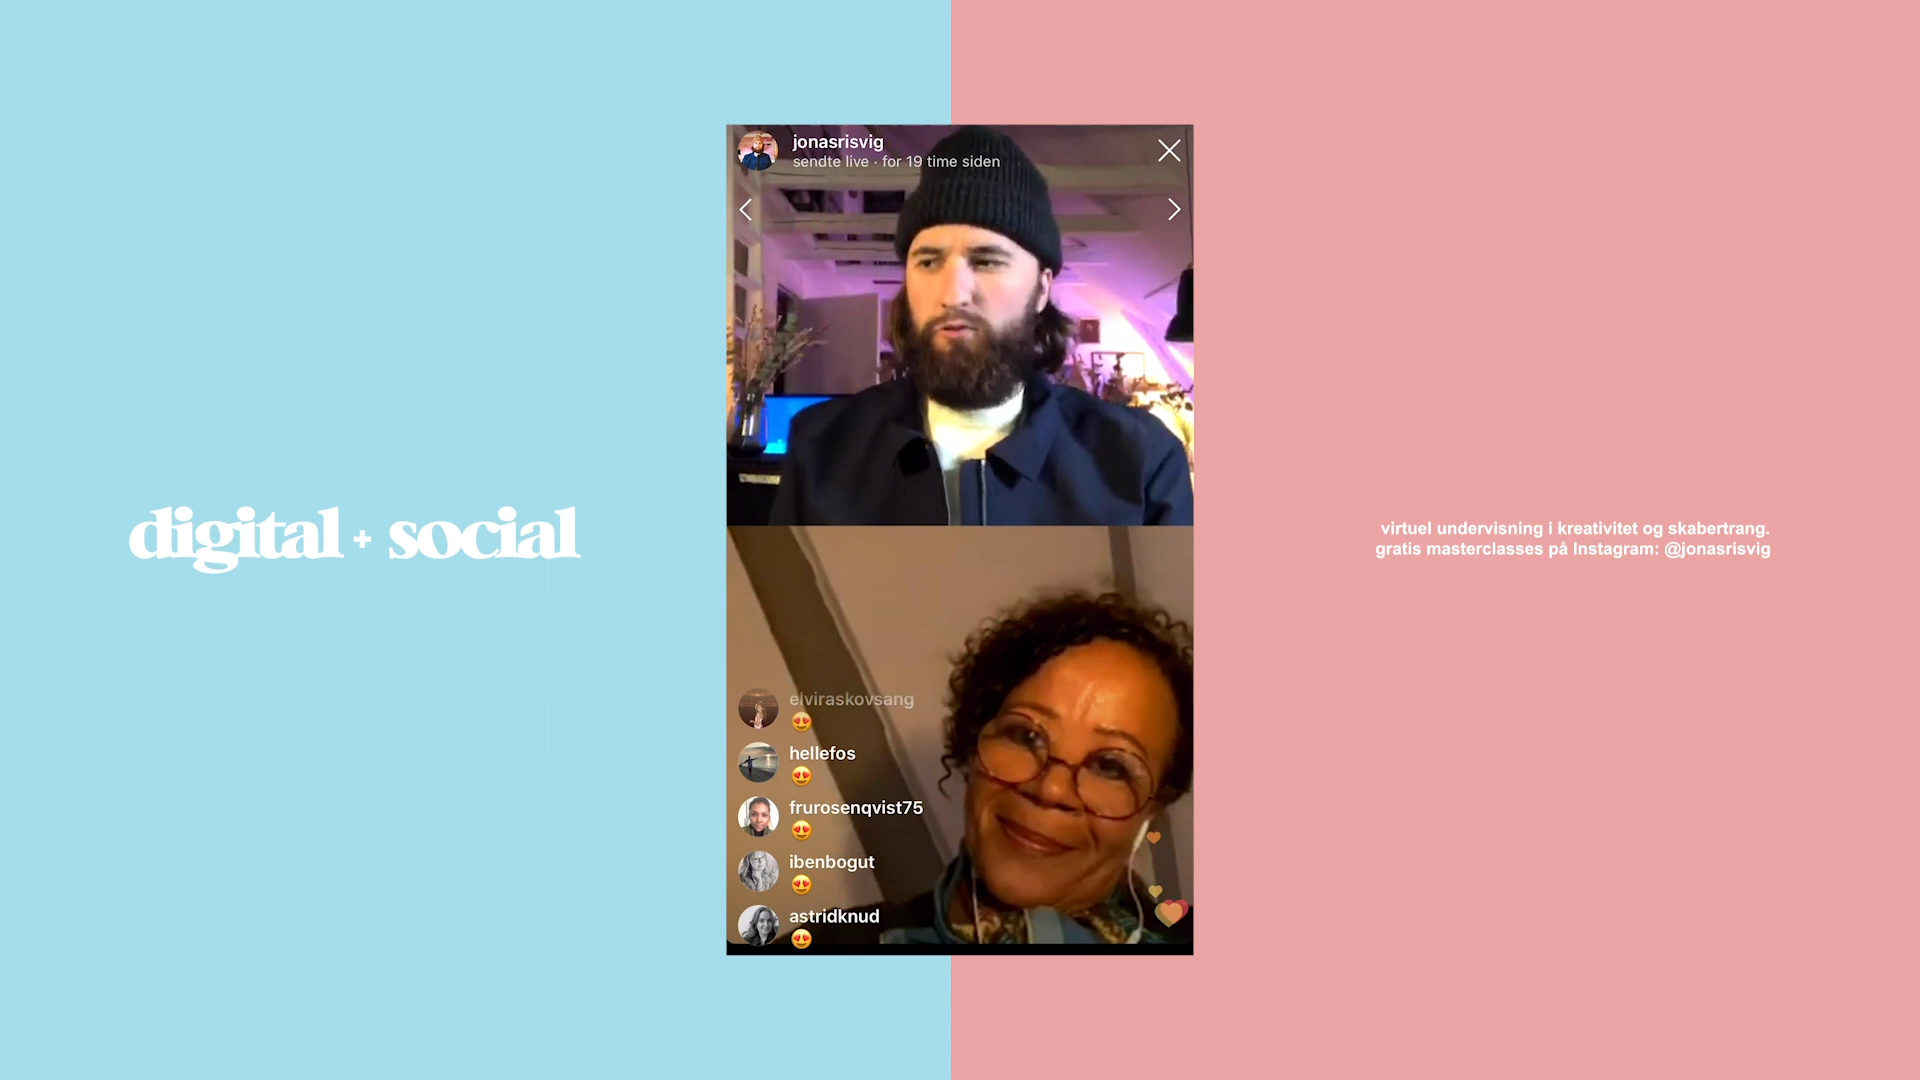 jonasrisvig
sendte live · for 19 time siden
digital + social
virtuel undervisning i kreativitet og skabertrang.
gratis masterclasses på Instagram: @jonasrisvig
elviraskovsang
😍
hellefos
😍
frurosenqvist75
😍
ibenbogut
😍
astridknud
😍